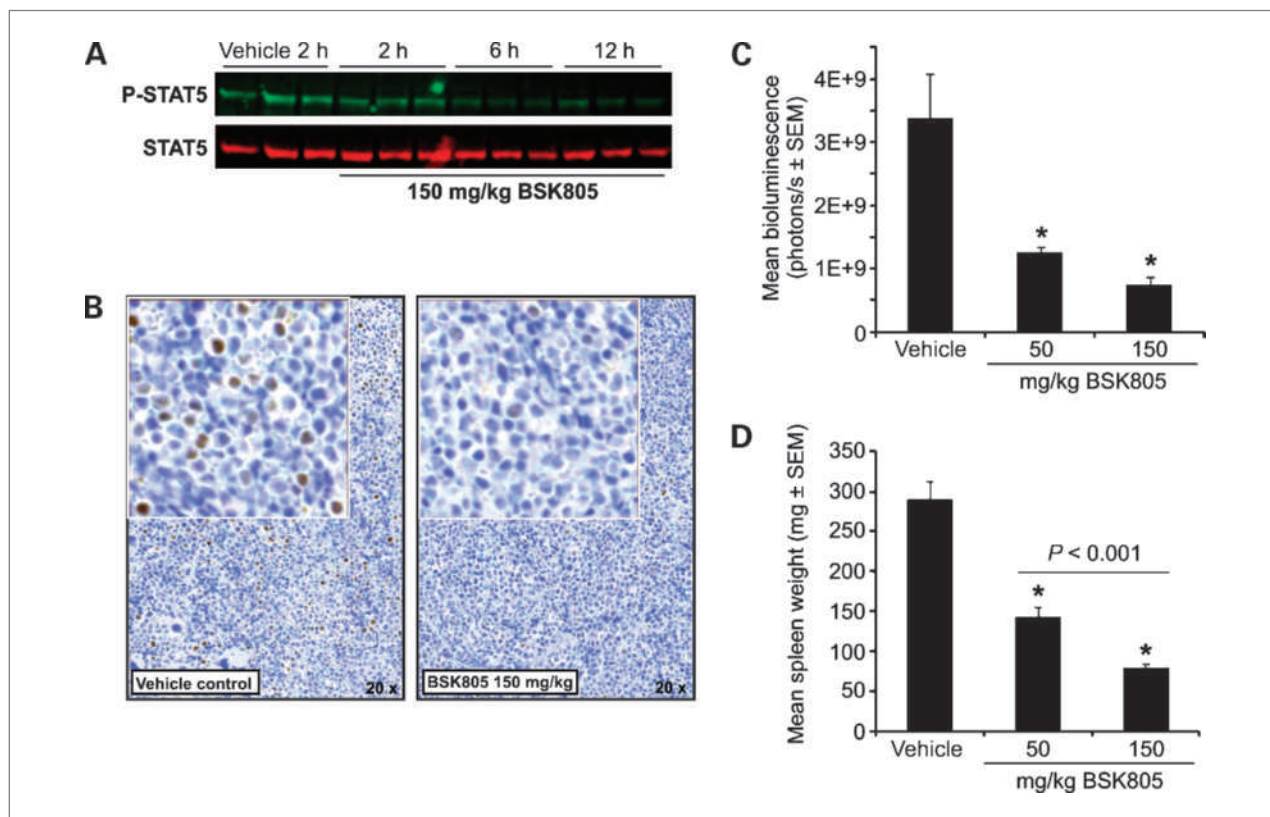 A
Vehicle 2 h 2 h 6 h 12 h
P-STAT5
STAT5
150 mg/kg BSK805
B
Vehicle control
20 x
BSK805 150 mg/kg
20 x
C
Mean bioluminescence
(photons/s ± SEM)
4E+9
3E+9
2E+9
1E+9
0
*
*
Vehicle 50 150
mg/kg BSK805
D
Mean spleen weight (mg ± SEM)
350
300
250
200
150
100
50
0
P < 0.001
*
*
Vehicle 50 150
mg/kg BSK805